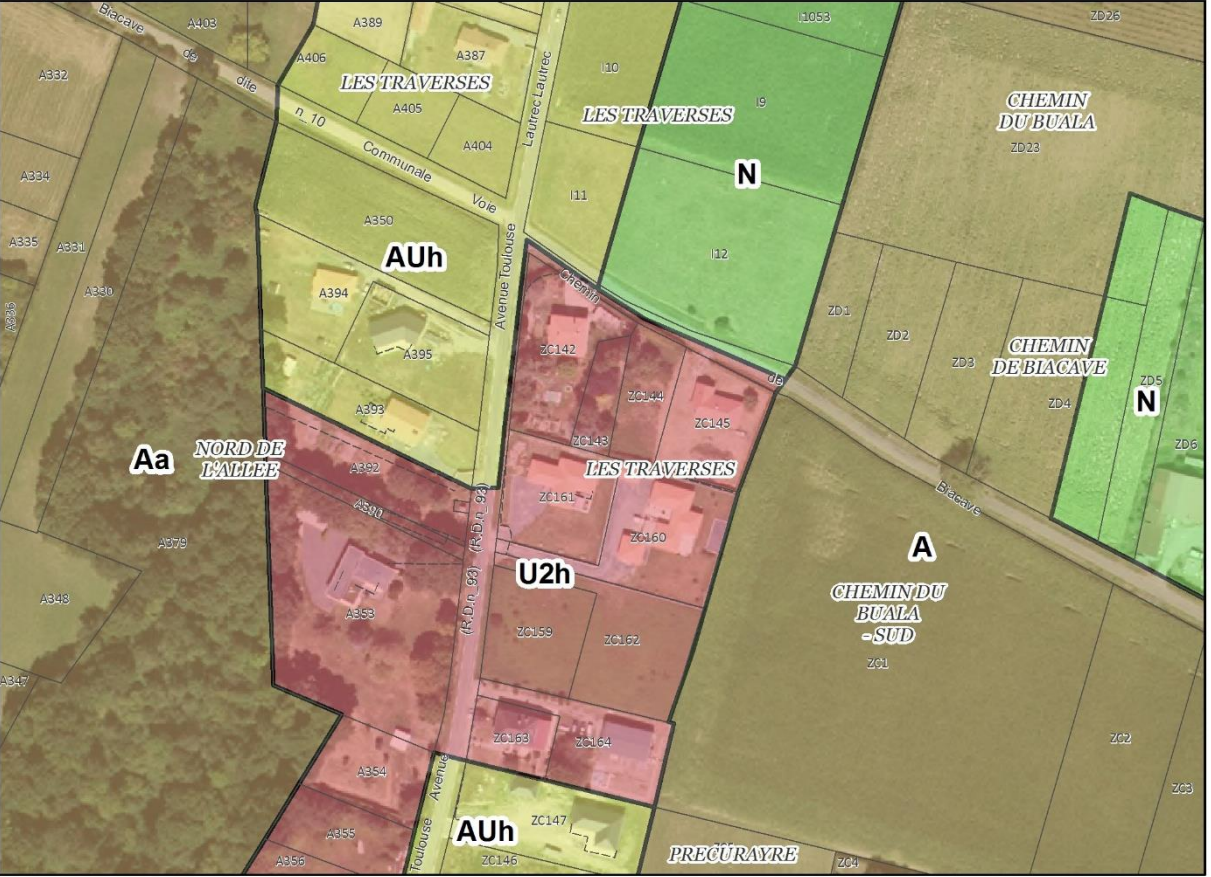 A403
A389
I1053
ZD26
Biacave
de
dite
n_10
Communale
Voie
A332
A406
A387
LES TRAVERSES
A405
A404
Lautrec Lautrec
I10
LES TRAVERSES
I9
CHEMIN
DU BUALA
ZD23
N
A334
I11
A335
A331
A350
AUh
Avenue Toulouse
I12
A330
A394
A395
A393
Chemin
de
Biacave
ZD1
ZD2
ZD3
CHEMIN
DE BIACAVE
ZD4
ZD5
N
ZD6
ZC142
ZC144
ZC145
ZC143
LES TRAVERSES
Aa
NORD DE
L'ALLEE
A392
A390
(R.D.n_93)
(R.D.n_93)
ZC161
ZC160
A379
A
U2h
CHEMIN DU
BUALA
- SUD
ZC1
A348
A353
ZC159
ZC162
A347
ZC163
ZC164
ZC2
ZC3
A354
Avenue
Toulouse
AUh
ZC147
ZC146
A355
A356
PRECURAYRE
ZC4